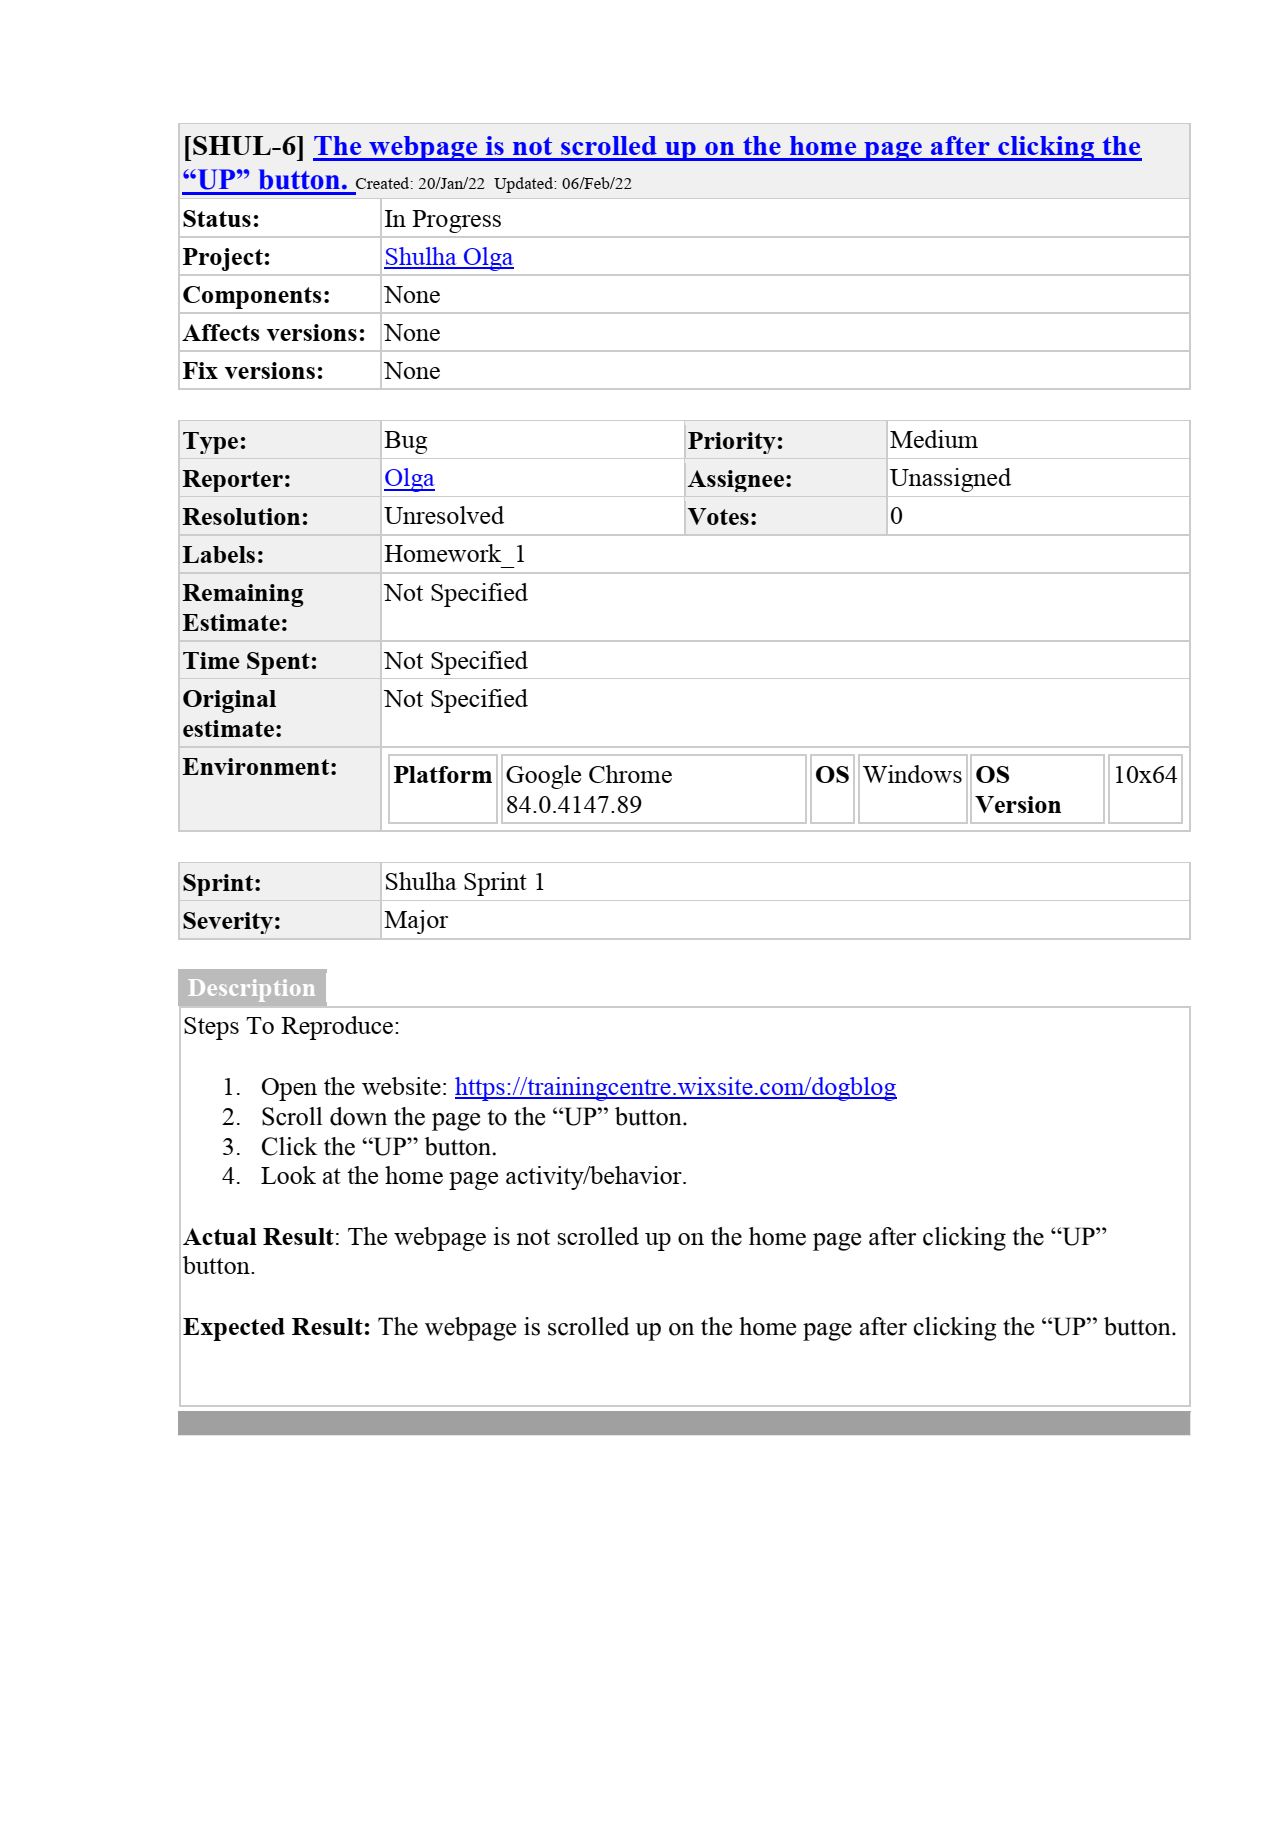 [SHUL-6] The webpage is not scrolled up on the home page after clicking the
“UP” button. Created: 20/Jan/22 Updated: 06/Feb/22
Status: In Progress
Project: Shulha Olga
Components: None
Affects versions: None
Fix versions: None
Type: Bug Priority: Medium
Reporter: Olga Assignee: Unassigned
Resolution: Unresolved Votes: 0
Labels: Homework_1
Remaining Not Specified
Estimate:
Time Spent: Not Specified
Original Not Specified
estimate:
Environment: Platform Google Chrome OS Windows OS 10x64
84.0.4147.89 Version
Sprint: Shulha Sprint 1
Severity: Major
Description
Steps To Reproduce:
1. Open the website: https://trainingcentre.wixsite.com/dogblog
2. Scroll down the page to the “UP” button.
3. Click the “UP” button.
4. Look at the home page activity/behavior.
Actual Result: The webpage is not scrolled up on the home page after clicking the “UP”
button.
Expected Result: The webpage is scrolled up on the home page after clicking the “UP” button.